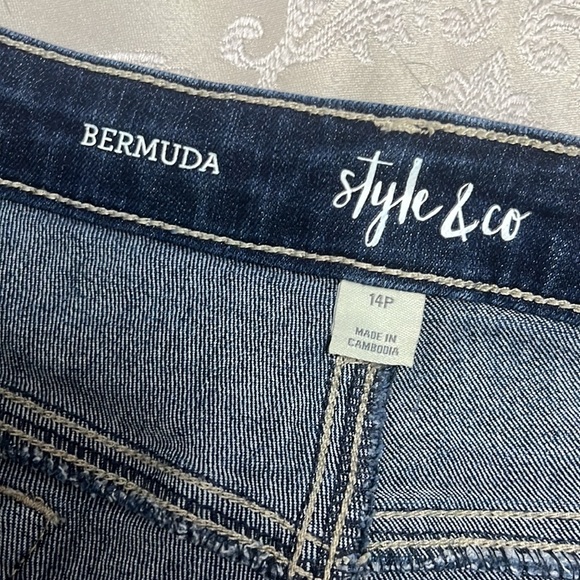 BERMUDA
style & co
14P
MADE IN
CAMBODIA